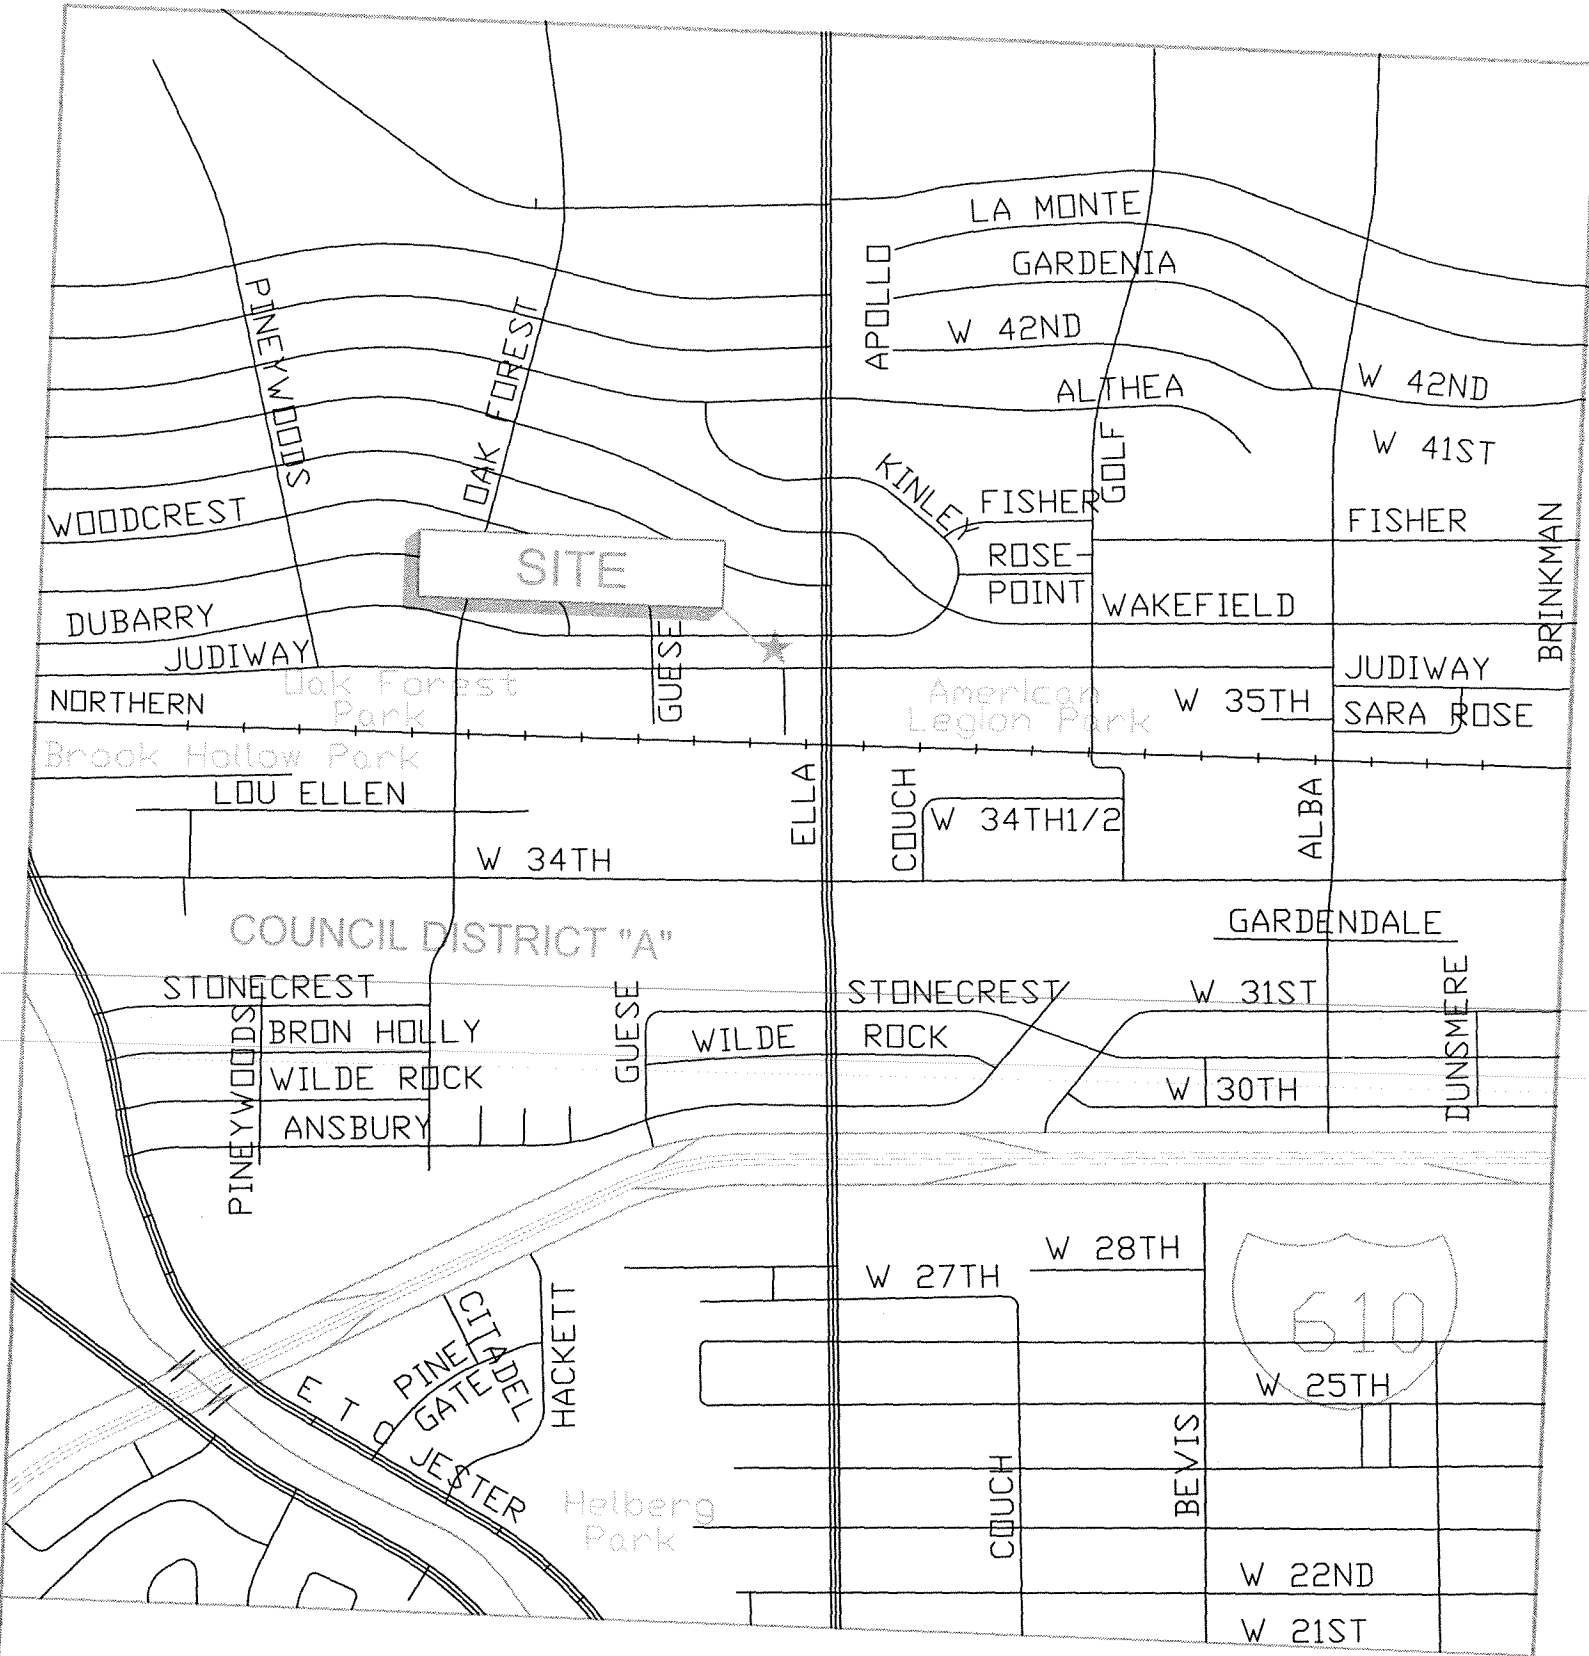 LA MONTE
GARDENIA
APOLLO
W 42ND
PINEYWOODS
OAK FOREST
ALTHEA
W 42ND
GOLF
W 41ST
KINLEY
FISHER
WOODCREST
FISHER
BRINKMAN
SITE
ROSE
POINT
WAKEFIELD
DUBARRY
JUDIWAY
GUESE
JUDIWAY
Oak Forest
Park
American
Legion Park
NORTHERN
W 35TH
SARA ROSE
Brook Hollow Park
LOU ELLEN
ELLA
COUCH
W 34TH1/2
ALBA
W 34TH
GARDENDALE
COUNCIL DISTRICT "A"
STONECREST
GUESE
STONECREST
W 31ST
DUNSMERE
PINEYWOODS
BRON HOLLY
WILDE ROCK
WILDE ROCK
W 30TH
ANSBURY
W 28TH
W 27TH
CITADEL
HACKETT
610
PINE
GATE
W 25TH
E T C JESTER
BEVIS
COUCH
Helberg
Park
W 22ND
W 21ST